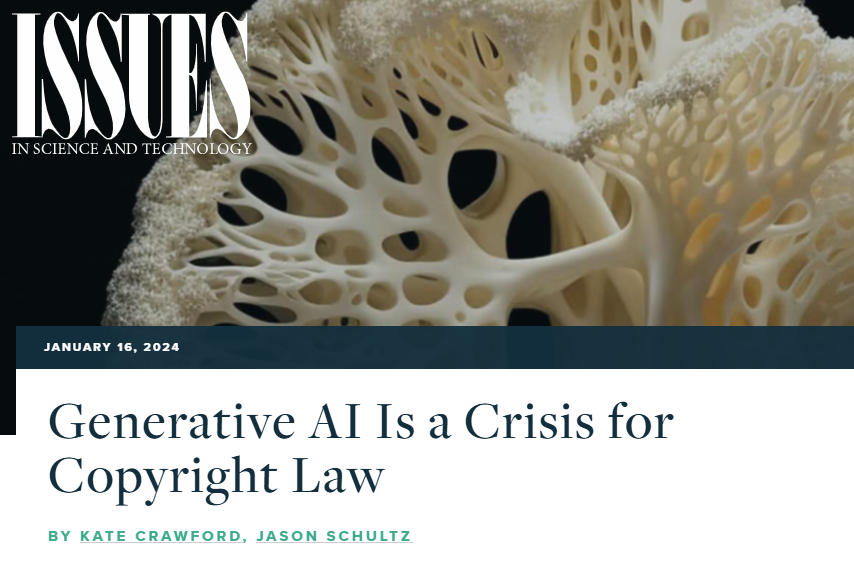 ISSUES
IN SCIENCE AND TECHNOLOGY
JANUARY 16, 2024
Generative AI Is a Crisis for
Copyright Law
BY KATE CRAWFORD, JASON SCHULTZ